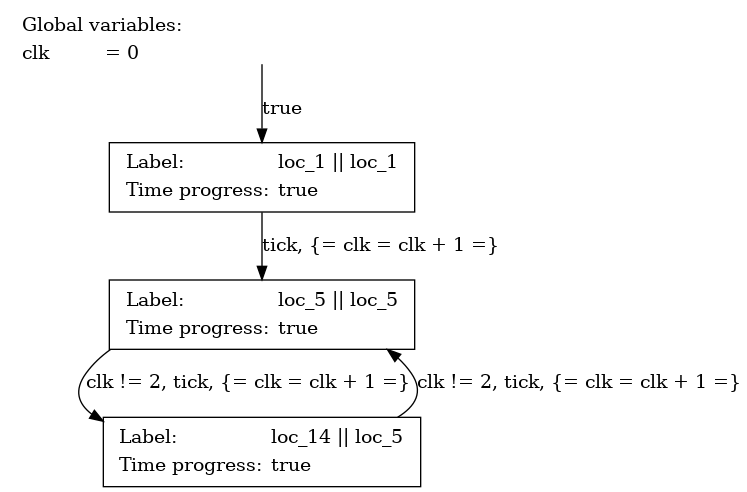 Global variables:
clk = 0
true
Label: loc_1 || loc_1
Time progress: true
tick, {= clk = clk + 1 =}
Label: loc_5 || loc_5
Time progress: true
clk != 2, tick, {= clk = clk + 1 =}
clk != 2, tick, {= clk = clk + 1 =}
Label: loc_14 || loc_5
Time progress: true